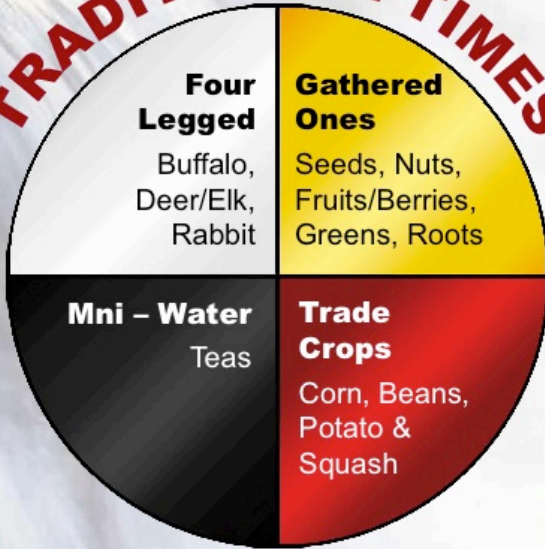 TRADITIONAL TIMES
Four
Legged
Buffalo,
Deer/Elk,
Rabbit
Gathered
Ones
Seeds, Nuts,
Fruits/Berries,
Greens, Roots
Mni – Water
Teas
Trade
Crops
Corn, Beans,
Potato &
Squash